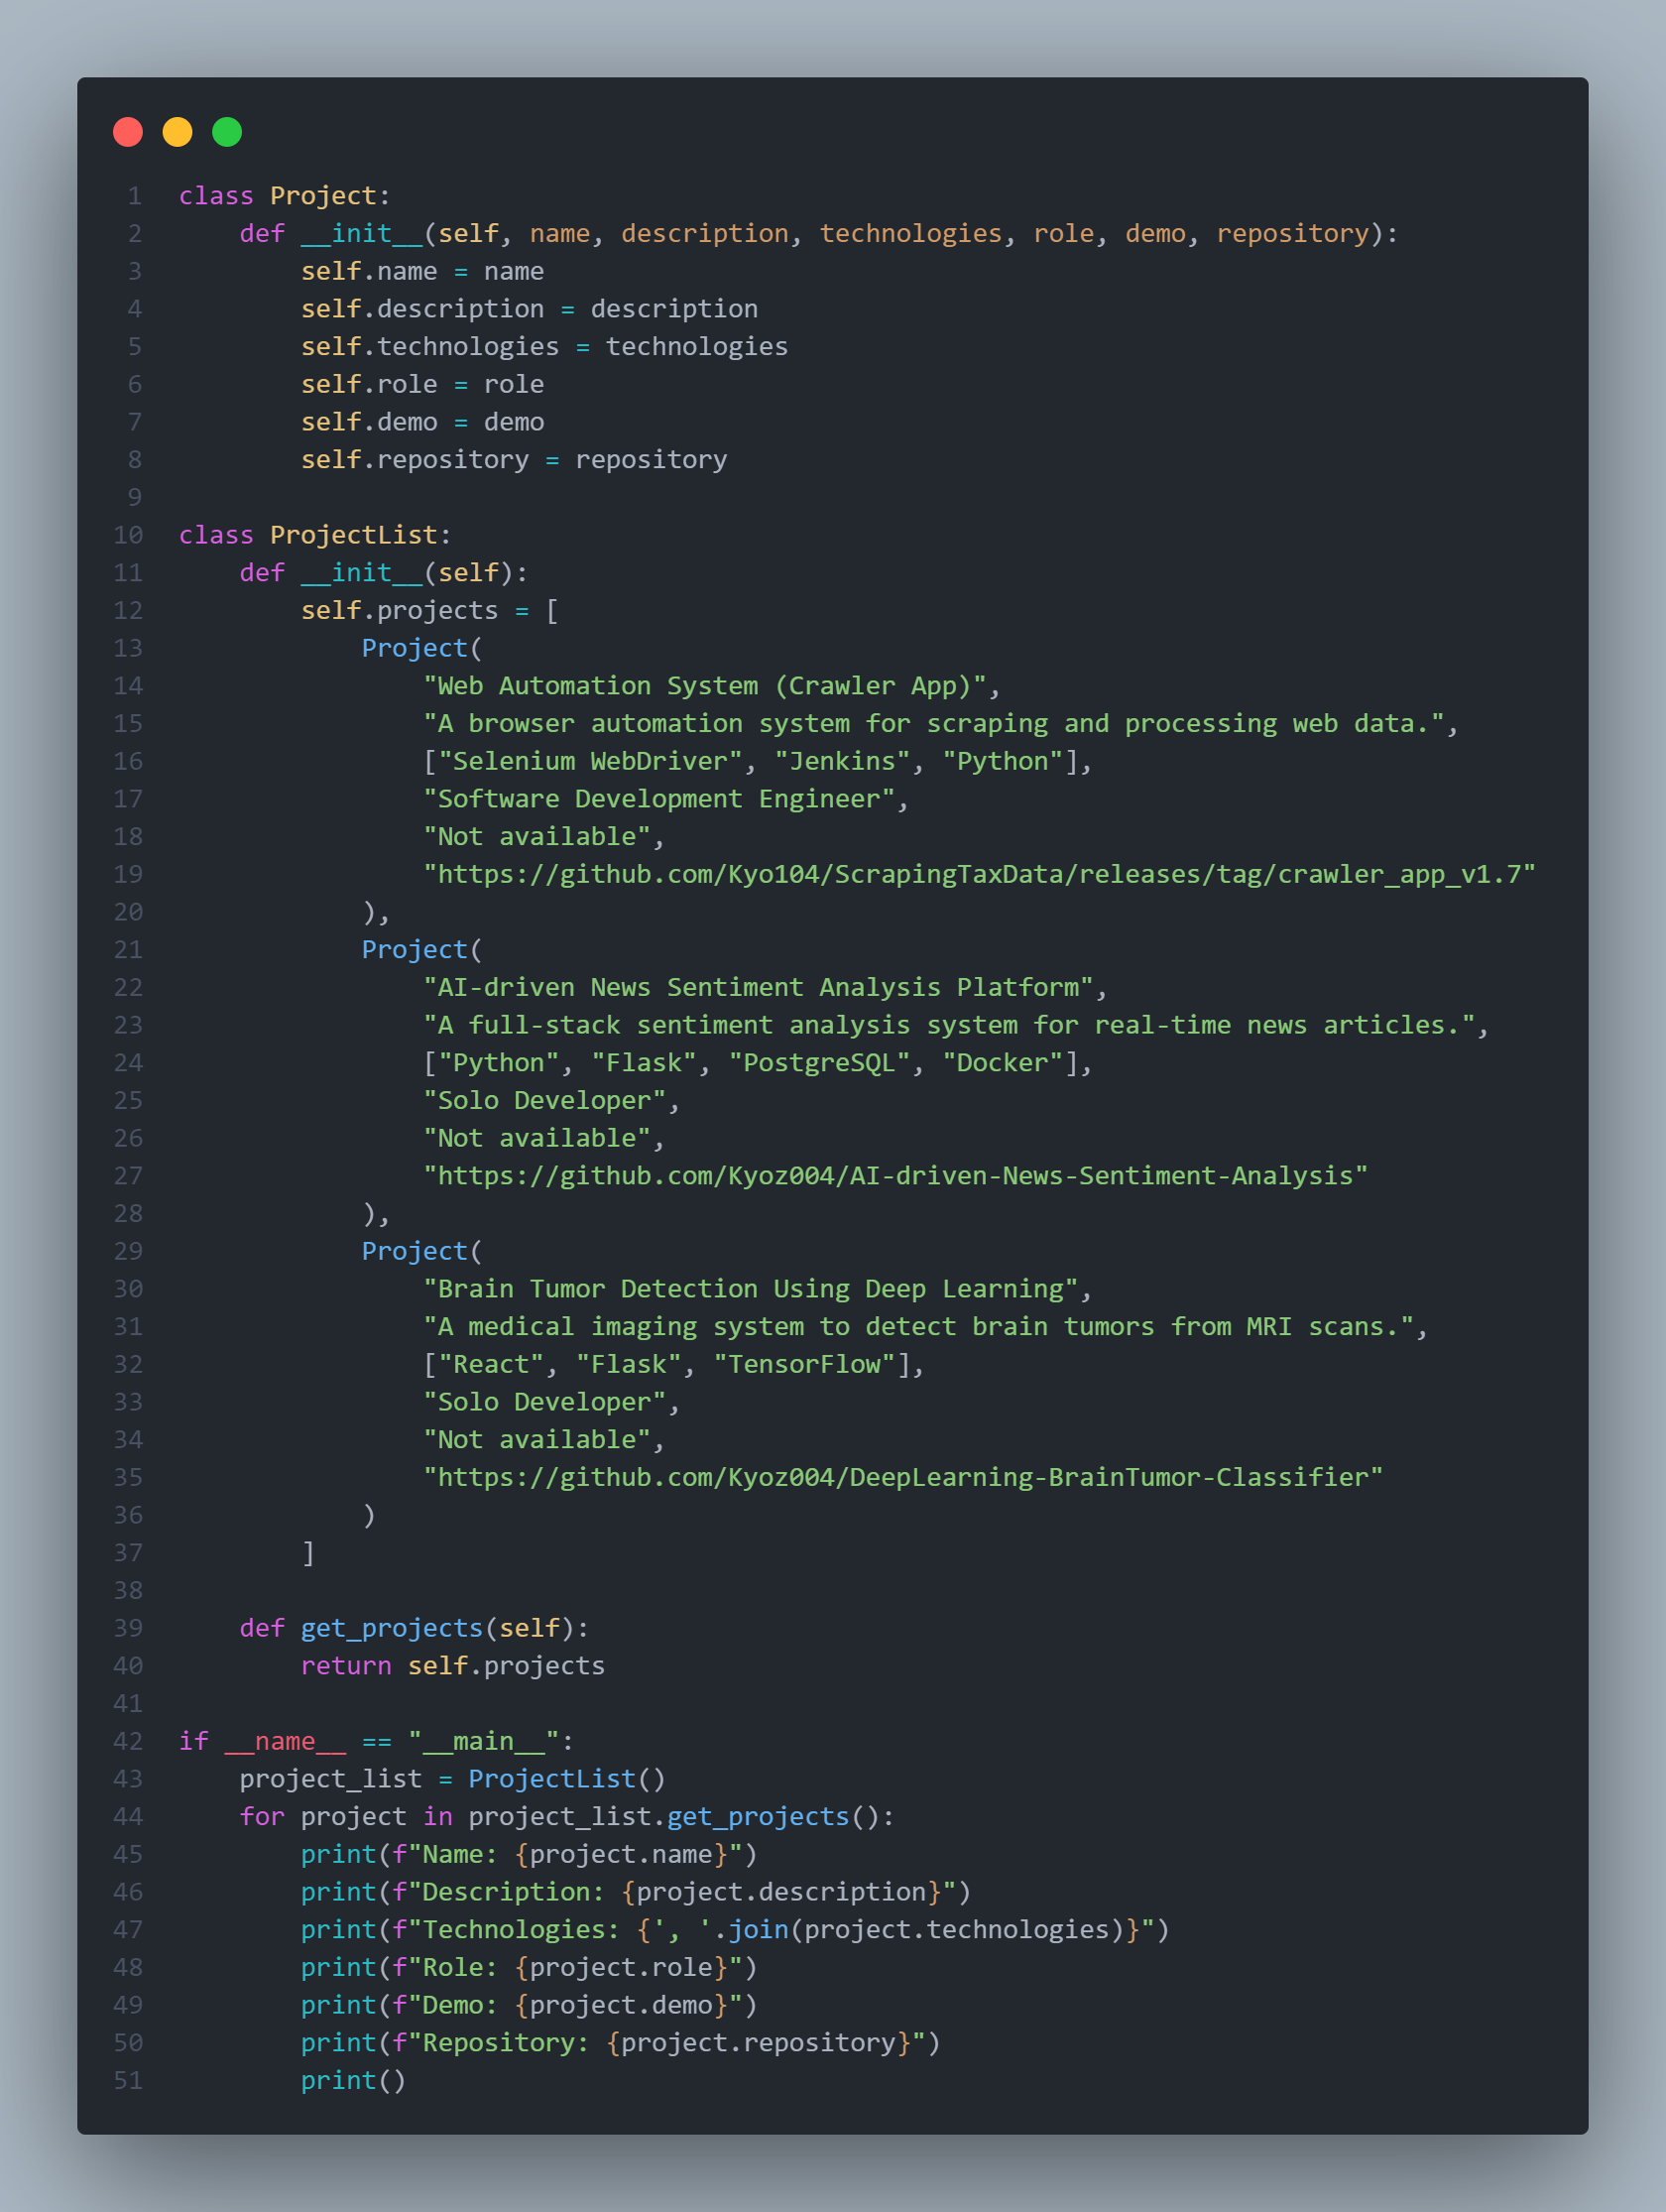 1 class Project:
2     def __init__(self, name, description, technologies, role, demo, repository):
3         self.name = name
4         self.description = description
5         self.technologies = technologies
6         self.role = role
7         self.demo = demo
8         self.repository = repository
9
10 class ProjectList:
11     def __init__(self):
12         self.projects = [
13             Project(
14                 "Web Automation System (Crawler App)",
15                 "A browser automation system for scraping and processing web data.",
16                 ["Selenium WebDriver", "Jenkins", "Python"],
17                 "Software Development Engineer",
18                 "Not available",
19                 "https://github.com/Kyo104/ScrapingTaxData/releases/tag/crawler_app_v1.7"
20             ),
21             Project(
22                 "AI-driven News Sentiment Analysis Platform",
23                 "A full-stack sentiment analysis system for real-time news articles.",
24                 ["Python", "Flask", "PostgreSQL", "Docker"],
25                 "Solo Developer",
26                 "Not available",
27                 "https://github.com/Kyoz004/AI-driven-News-Sentiment-Analysis"
28             ),
29             Project(
30                 "Brain Tumor Detection Using Deep Learning",
31                 "A medical imaging system to detect brain tumors from MRI scans.",
32                 ["React", "Flask", "TensorFlow"],
33                 "Solo Developer",
34                 "Not available",
35                 "https://github.com/Kyoz004/DeepLearning-BrainTumor-Classifier"
36             )
37         ]
38
39     def get_projects(self):
40         return self.projects
41
42 if __name__ == "__main__":
43     project_list = ProjectList()
44     for project in project_list.get_projects():
45         print(f"Name: {project.name}")
46         print(f"Description: {project.description}")
47         print(f"Technologies: {', '.join(project.technologies)}")
48         print(f"Role: {project.role}")
49         print(f"Demo: {project.demo}")
50         print(f"Repository: {project.repository}")
51         print()